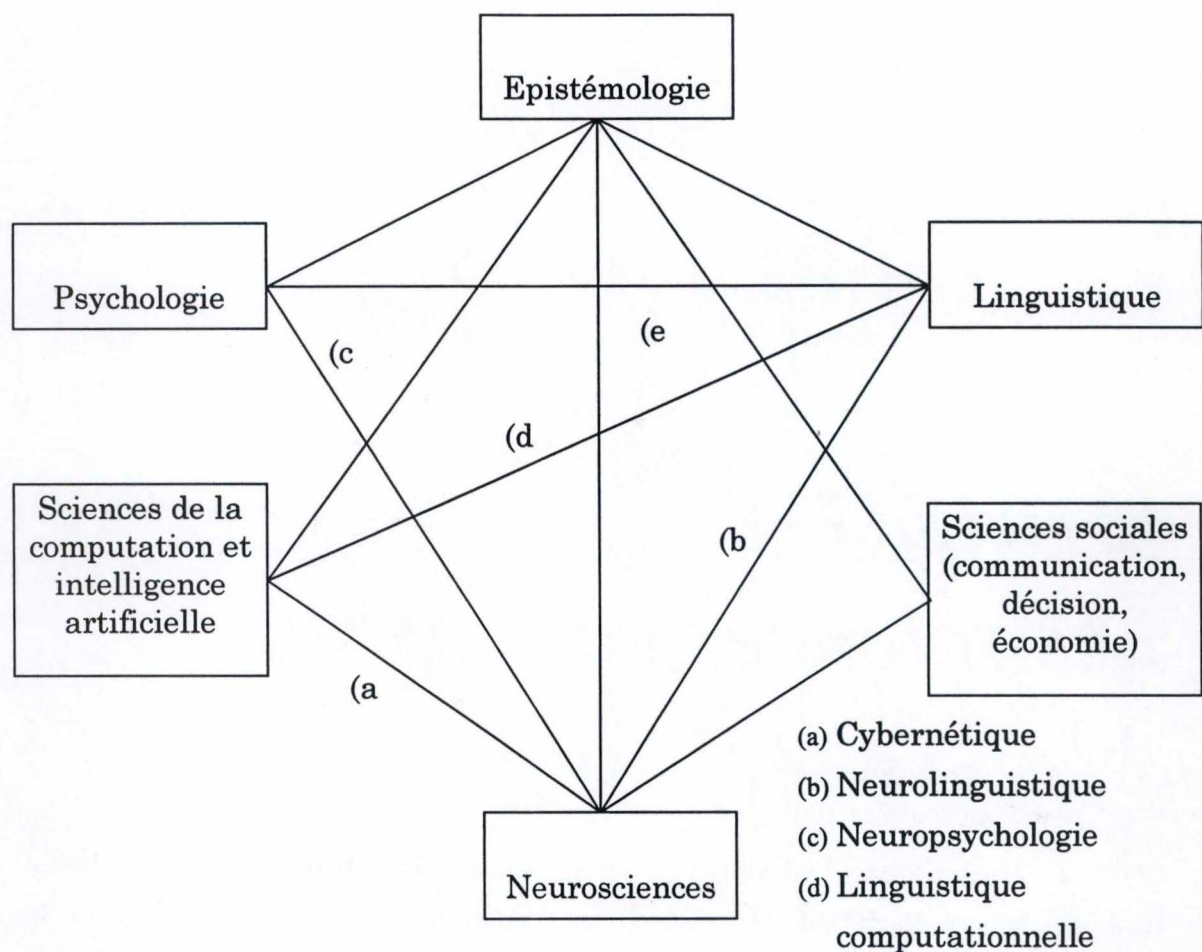 Epistémologie
Psychologie
Linguistique
(c
(e
(d
Sciences de la
computation et
intelligence
artificielle
(b
Sciences sociales
(communication,
décision,
économie)
(a
Neurosciences
(a) Cybernétique
(b) Neurolinguistique
(c) Neuropsychologie
(d) Linguistique
computationnelle